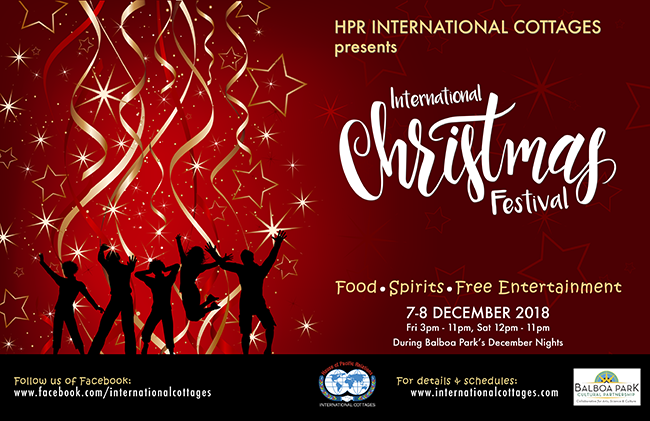 HPR INTERNATIONAL COTTAGES
presents
International
Christmas
Festival
Food • Spirits • Free Entertainment
7-8 DECEMBER 2018
Fri 3pm - 11pm, Sat 12pm - 11pm
During Balboa Park's December Nights
Follow us of Facebook:
www.facebook.com/internationalcottages
INTERNATIONAL COTTAGES
For details & schedules:
www.internationalcottages.com
BALBOA PARK
CULTURAL PARTNERSHIP